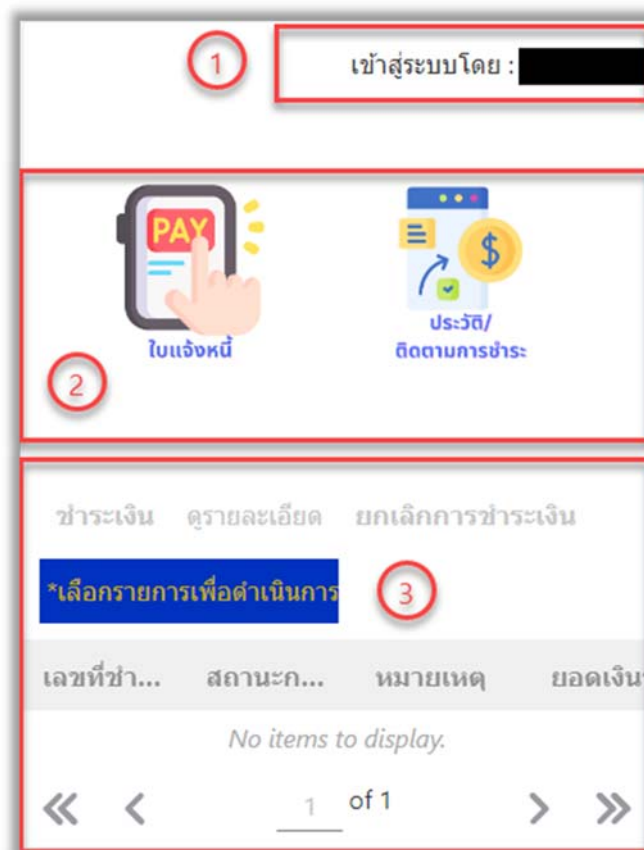 1
เข้าสู่ระบบโดย :
PAY
$
ใบแจ้งหนี้
ประวัติ/
ติดตามการชำระ
2
ชำระเงิน ดูรายละเอียด ยกเลิกการชำระเงิน
*เลือกรายการเพื่อดำเนินการ
3
เลขที่ชำ... สถานะก... หมายเหตุ ยอดเงิน
No items to display.
1 of 1